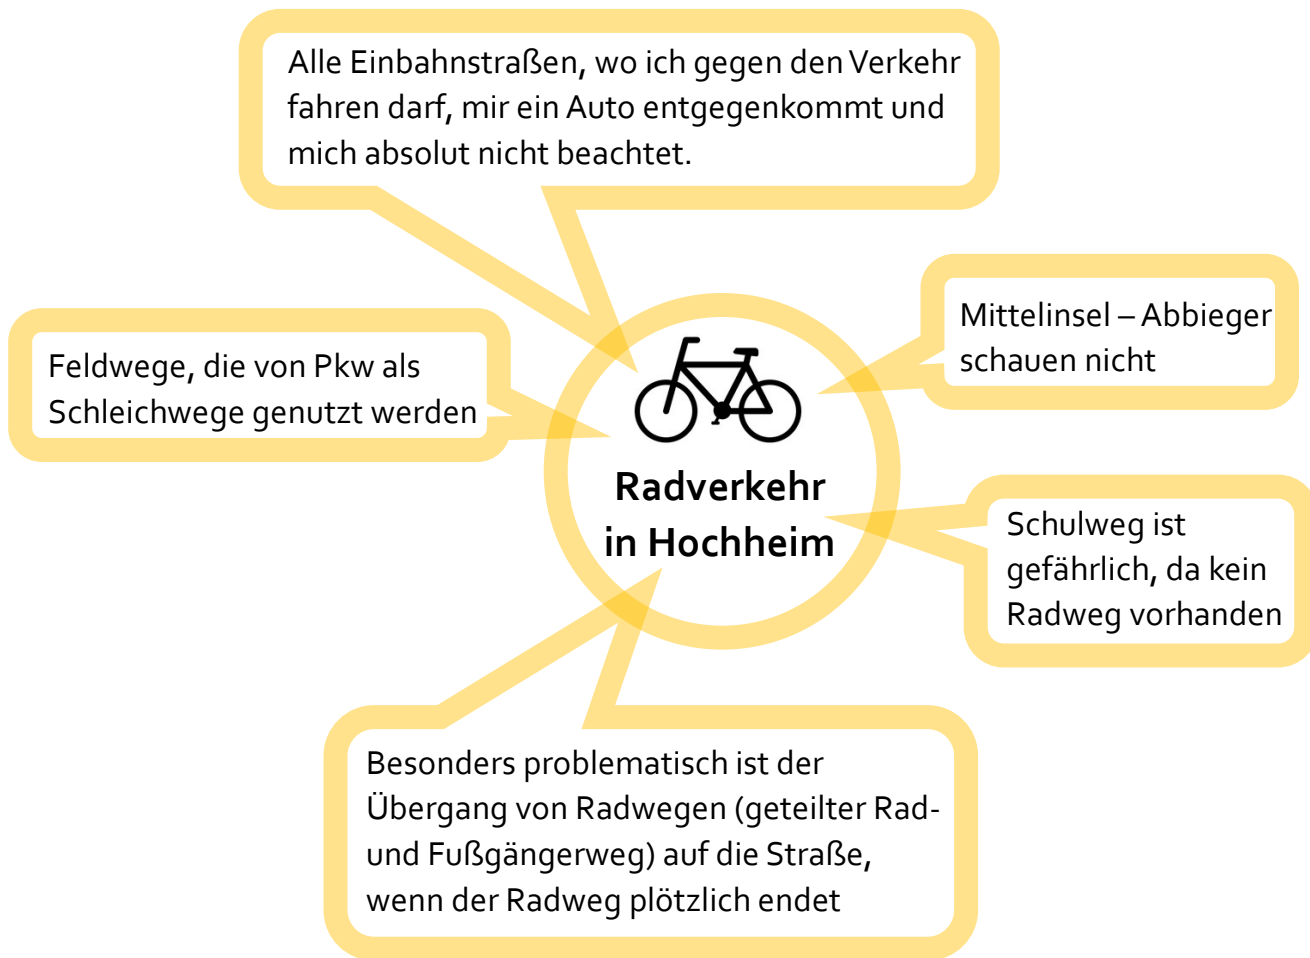 Alle Einbahnstraßen, wo ich gegen den Verkehr
fahren darf, mir ein Auto entgegenkommt und
mich absolut nicht beachtet.
Mittelinsel – Abbieger
schauen nicht
Feldwege, die von Pkw als
Schleichwege genutzt werden
Radverkehr
in Hochheim
Schulweg ist
gefährlich, da kein
Radweg vorhanden
Besonders problematisch ist der
Übergang von Radwegen (geteilter Rad-
und Fußgängerweg) auf die Straße,
wenn der Radweg plötzlich endet